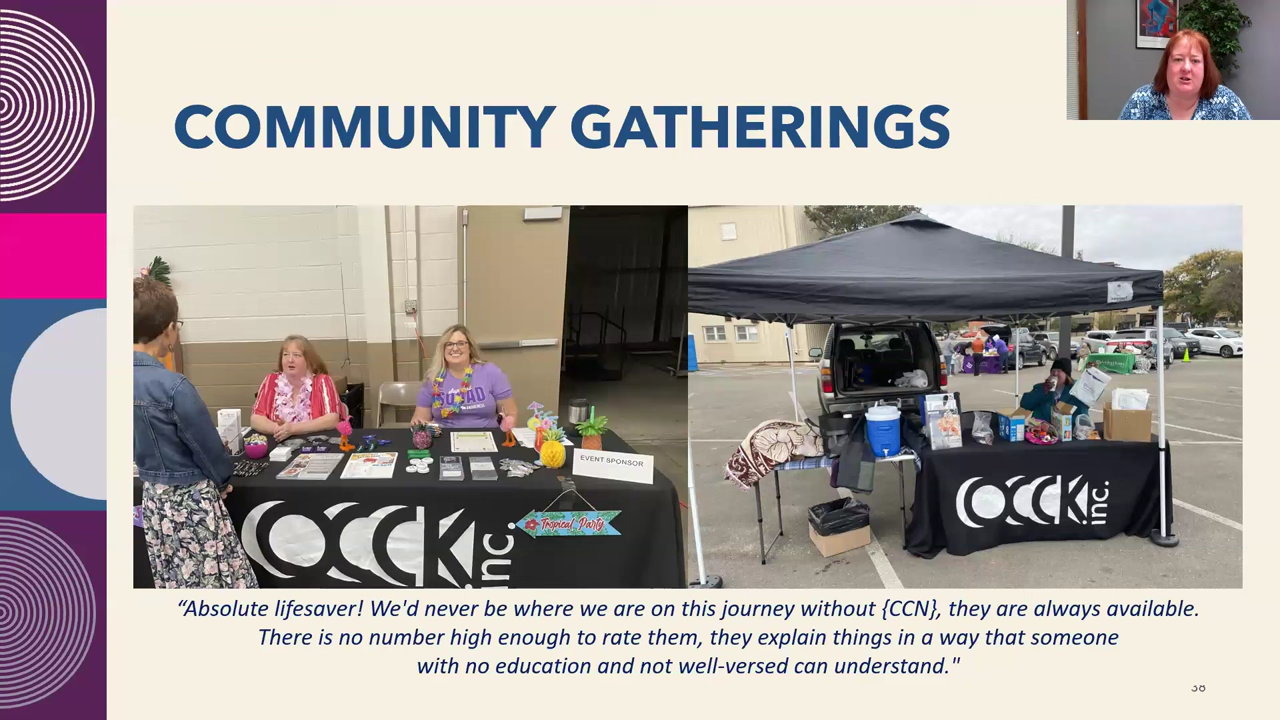 COMMUNITY GATHERINGS
SQUAD
EVENT SPONSOR
Tropical Party
OCCK inc.
OCCK inc.
“Absolute lifesaver! We'd never be where we are on this journey without {CCN}, they are always available.
There is no number high enough to rate them, they explain things in a way that someone
with no education and not well-versed can understand."
38